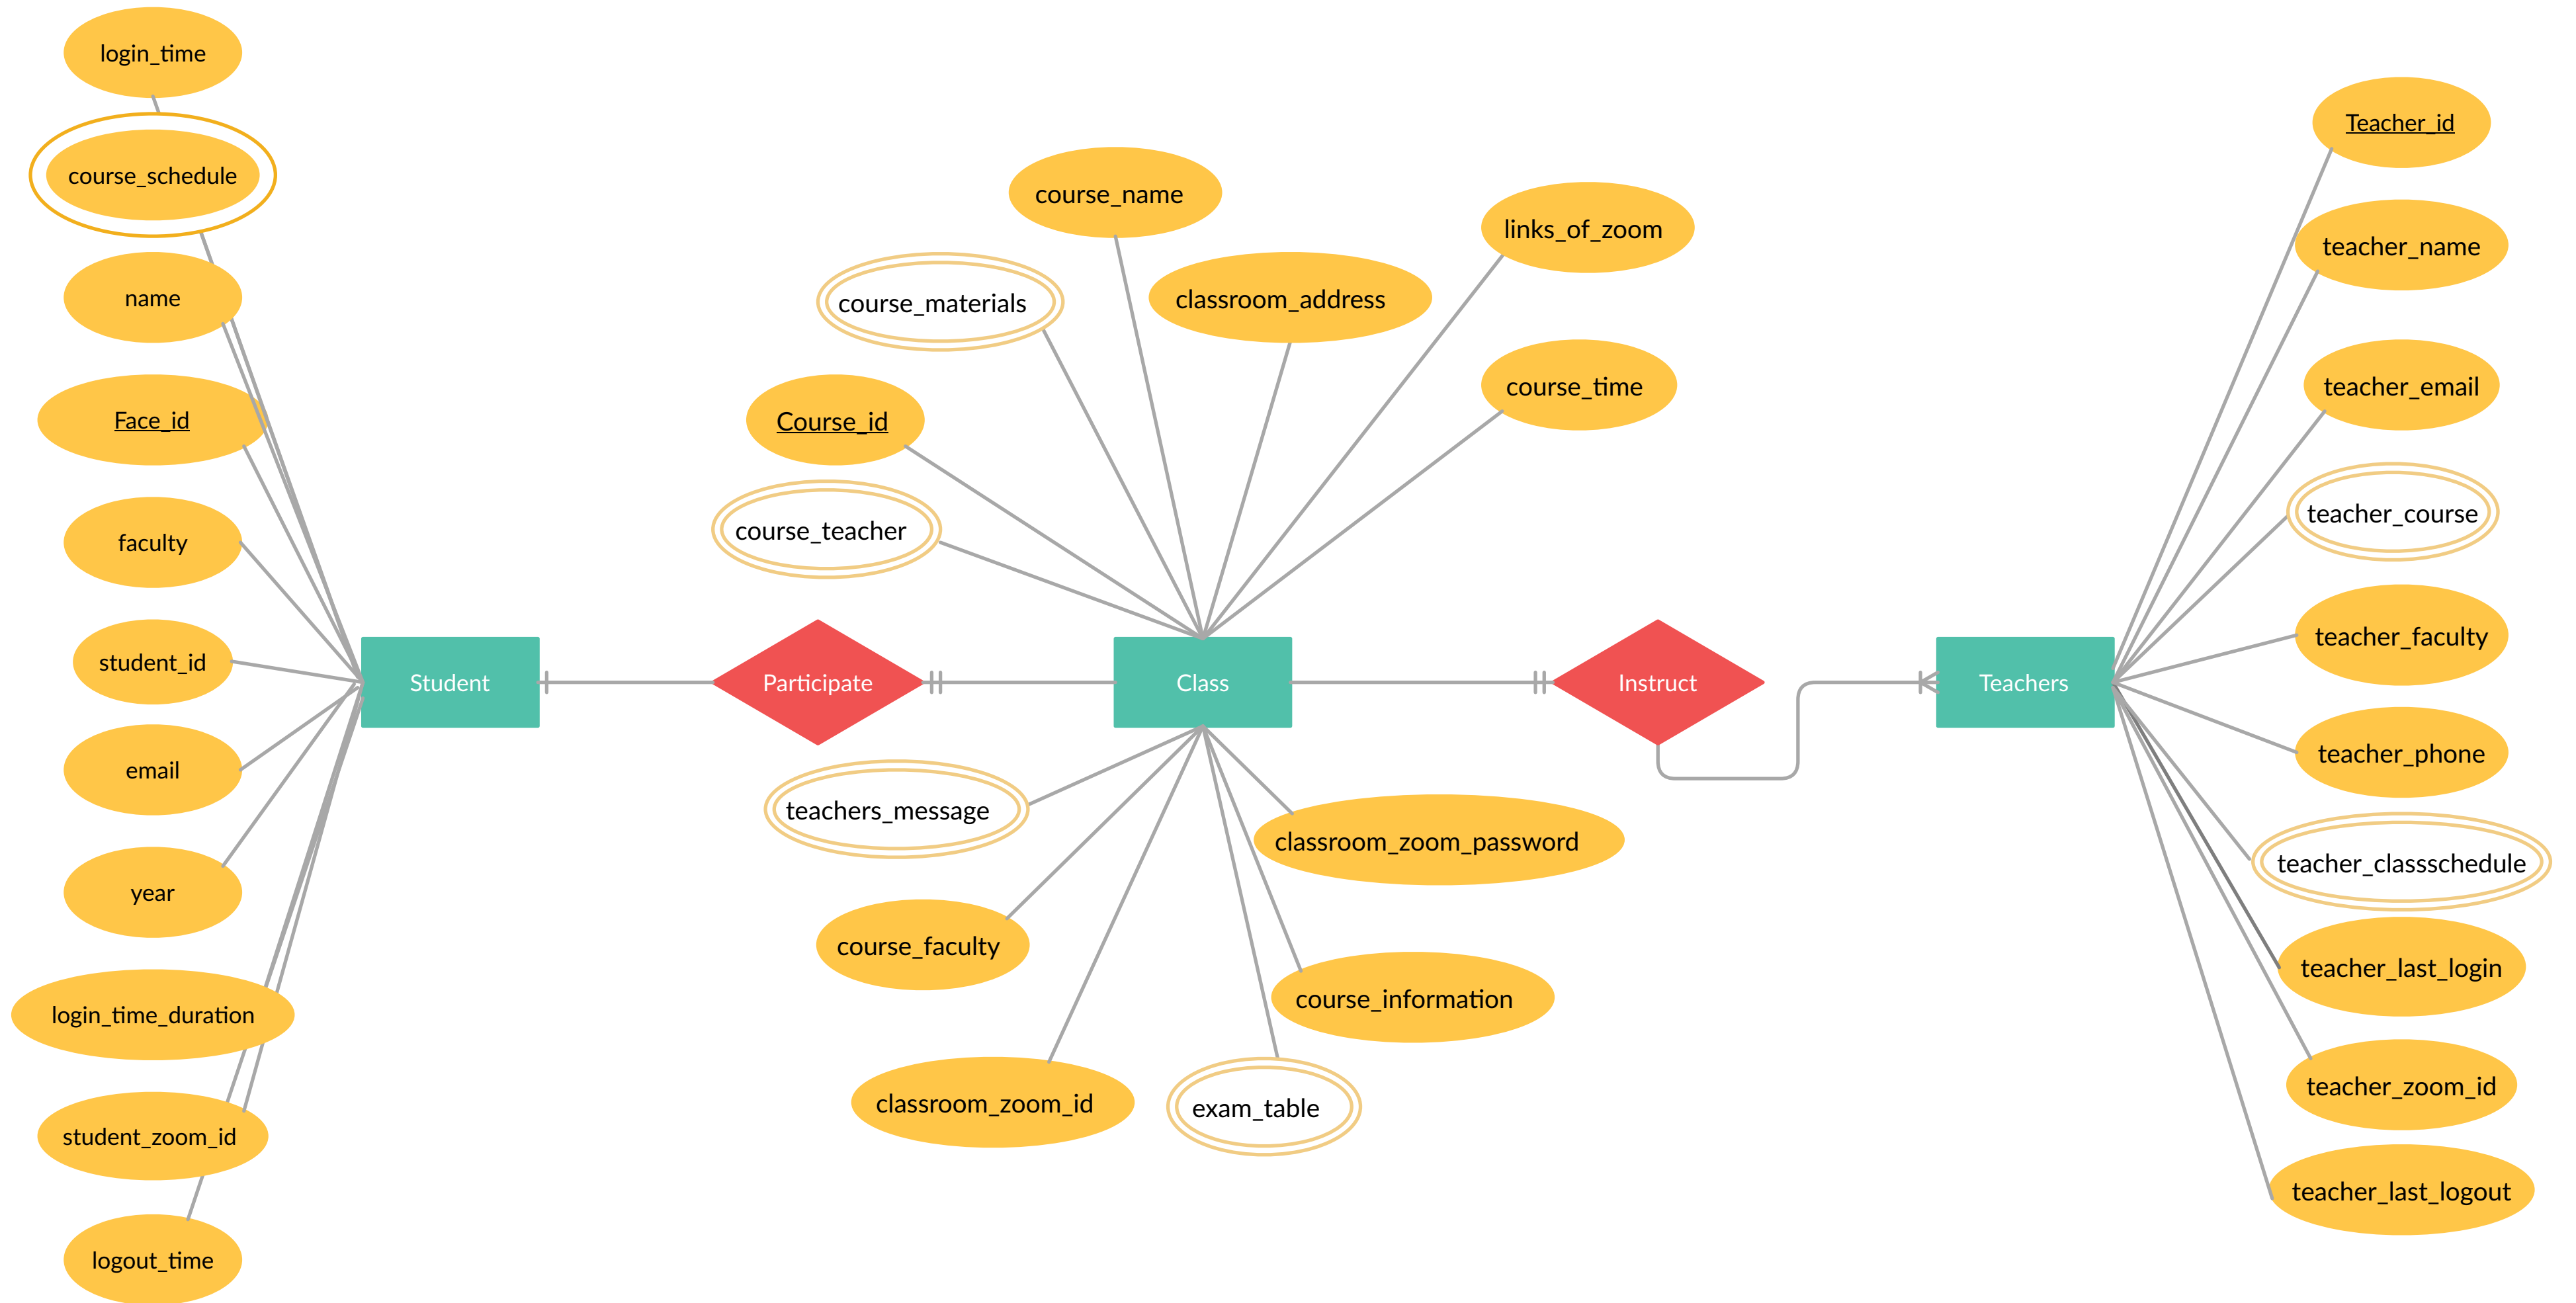 login_time
course_schedule
name
Face_id
faculty
student_id
email
year
login_time_duration
student_zoom_id
logout_time
Student
Participate
course_name
links_of_zoom
course_materials
classroom_address
course_time
Course_id
course_teacher
Class
teachers_message
classroom_zoom_password
course_faculty
course_information
classroom_zoom_id
exam_table
Instruct
Teachers
Teacher_id
teacher_name
teacher_email
teacher_course
teacher_faculty
teacher_phone
teacher_classschedule
teacher_last_login
teacher_zoom_id
teacher_last_logout